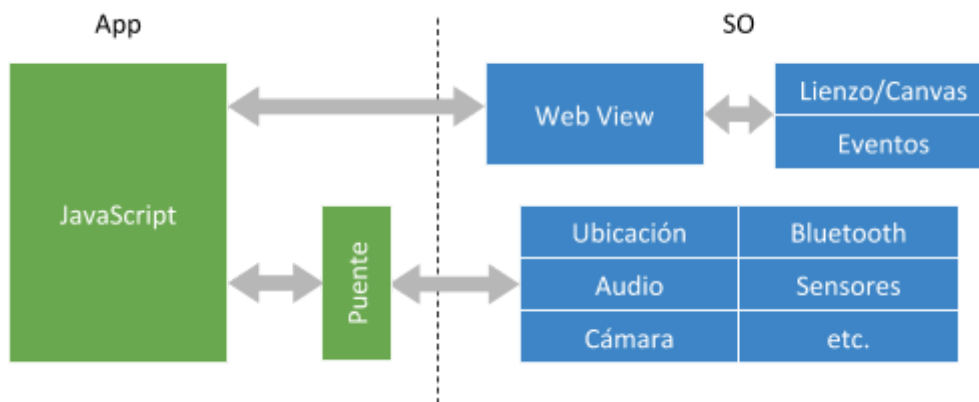 App
SO
JavaScript
Web View
Lienzo/Canvas
Eventos
Puente
Ubicación
Bluetooth
Audio
Sensores
Cámara
etc.